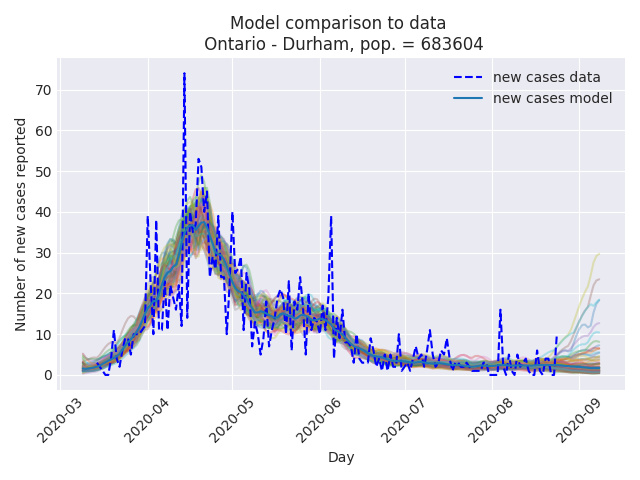 Model comparison to data
Ontario - Durham, pop. = 683604
new cases data
new cases model
Number of new cases reported
70
60
50
40
30
20
10
0
2020-03
2020-04
2020-05
2020-06
2020-07
2020-08
2020-09
Day